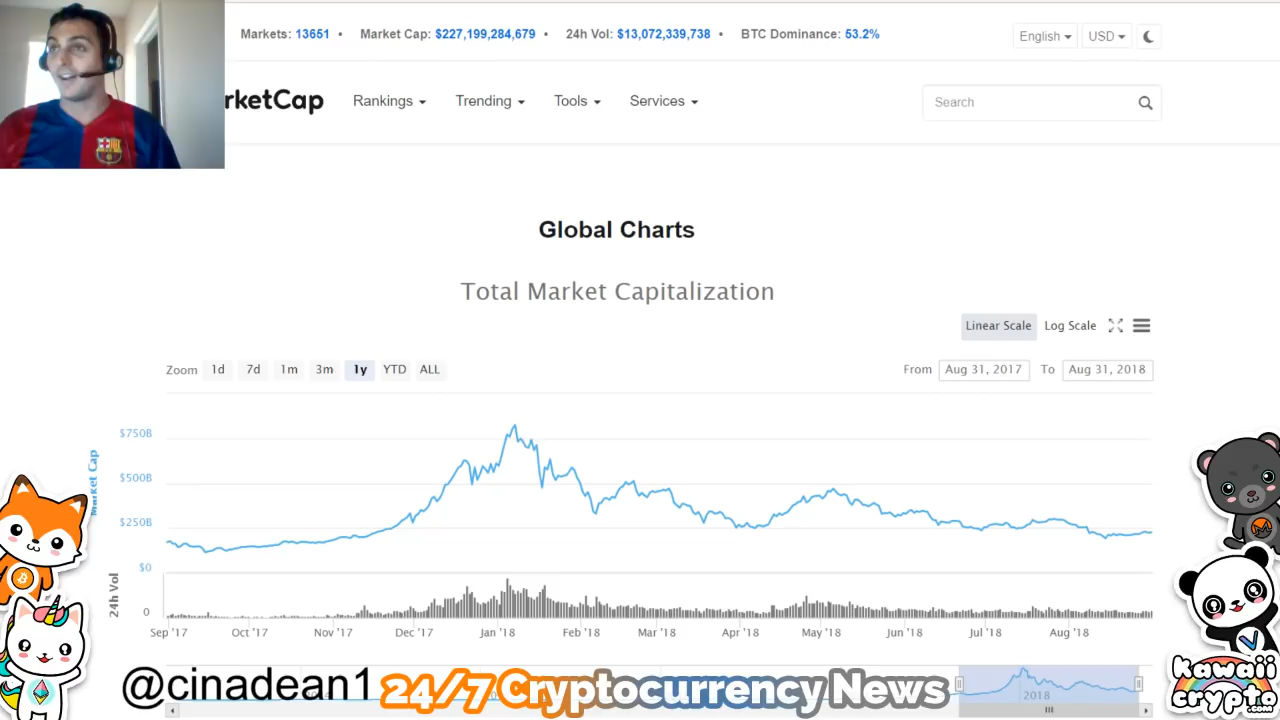 Markets: 13651 • Market Cap: $227,199,284,679 • 24h Vol: $13,072,339,738 • BTC Dominance: 53.2%
English USD
rketCap Rankings Trending Tools Services
Search
Global Charts
Total Market Capitalization
Linear Scale Log Scale
Zoom 1d 7d 1m 3m 1y YTD ALL From Aug 31, 2017 To Aug 31, 2018
$750B
$500B
$250B
$0
Market Cap
24h Vol
0
Sep '17 Oct '17 Nov '17 Dec '17 Jan '18 Feb '18 Mar '18 Apr '18 May '18 Jun '18 Jul '18 Aug '18
@cinadean1 24/7 Cryptocurrency News
2018
kawaii
crypto
.com